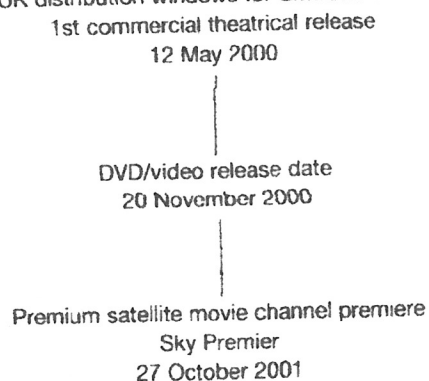 UK distribution windows for
1st commercial theatrical release
12 May 2000
DVD/video release date
20 November 2000
Premium satellite movie channel premiere
Sky Premier
27 October 2001